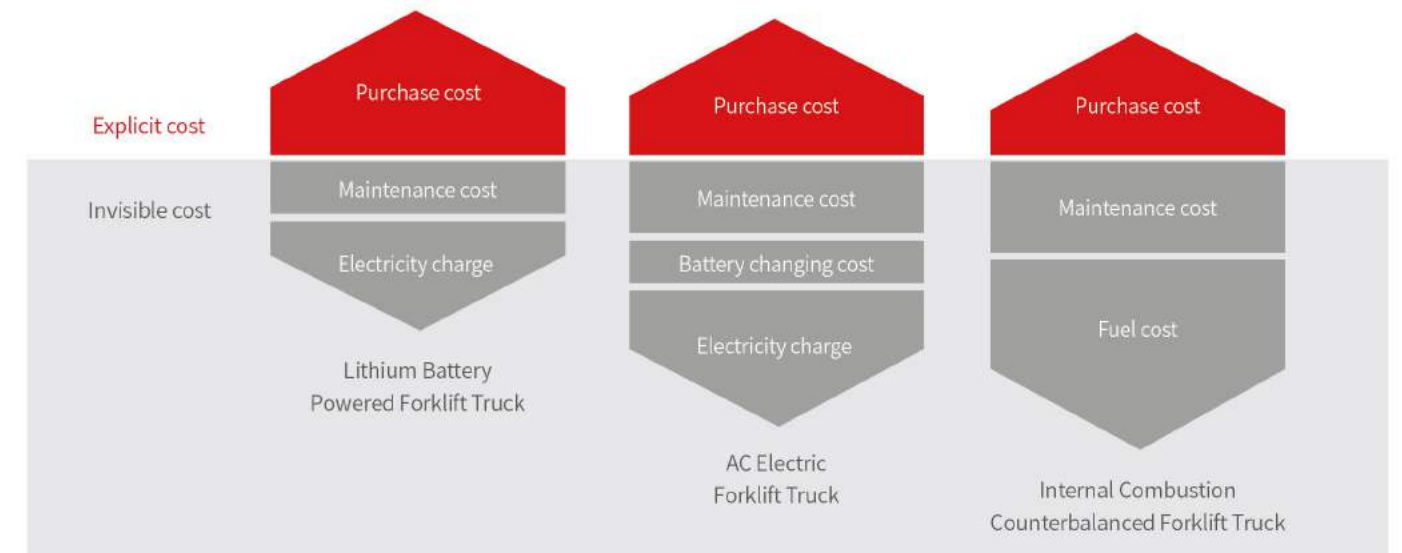 Explicit cost
Invisible cost
Purchase cost
Maintenance cost
Electricity charge
Lithium Battery
Powered Forklift Truck
Purchase cost
Maintenance cost
Battery changing cost
Electricity charge
AC Electric
Forklift Truck
Purchase cost
Maintenance cost
Fuel cost
Internal Combustion
Counterbalanced Forklift Truck